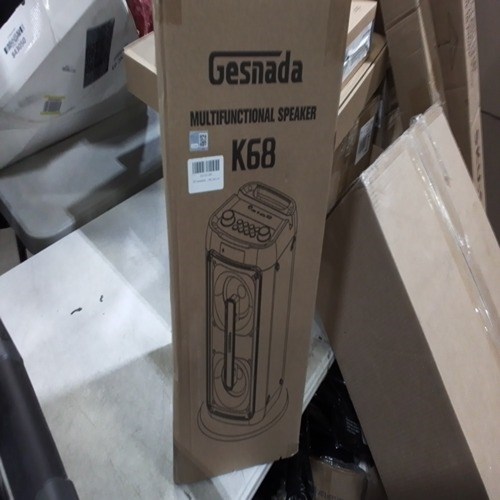 Gesnada
MULTIFUNCTIONAL SPEAKER
K68